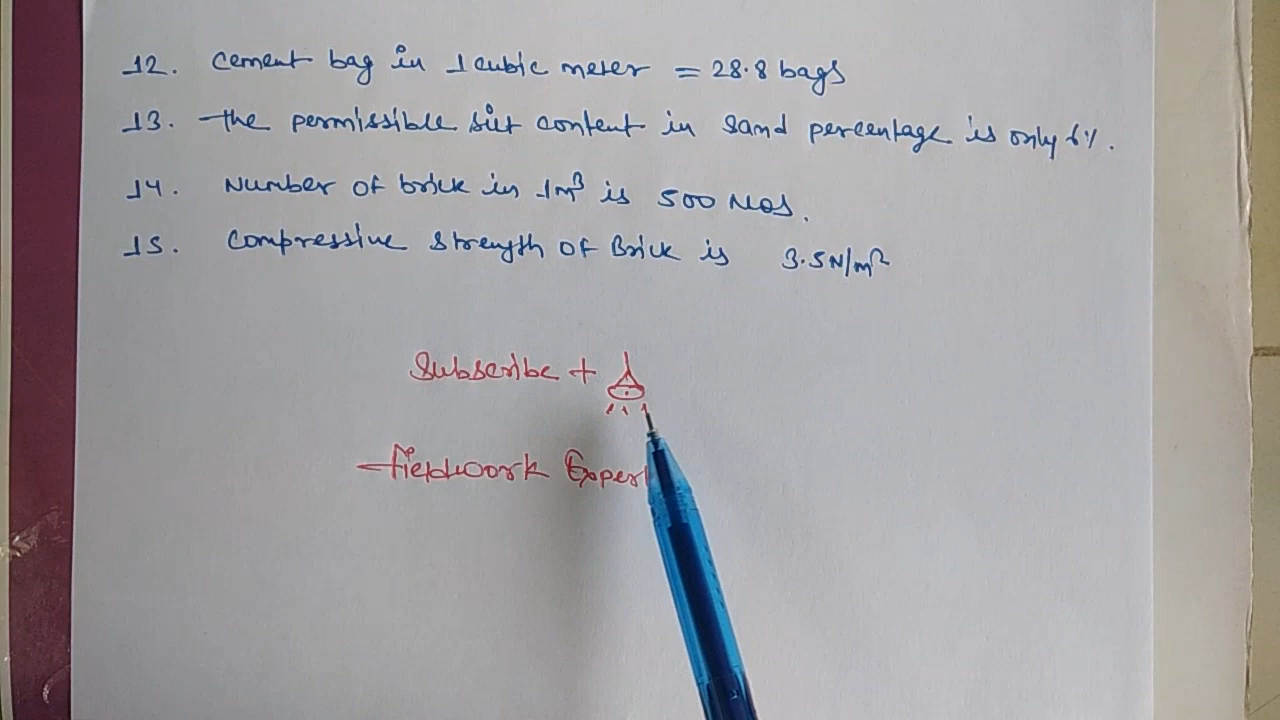 12. Cement bag in 1 cubic meter = 28.8 bags
13. the permissible silt content in sand percentage is only 6%.
14. Number of brick in 1m³ is 500 Nos.
15. Compressive strength of Brick is 3.5N/m²
Subscribe +
fieldwork Expert